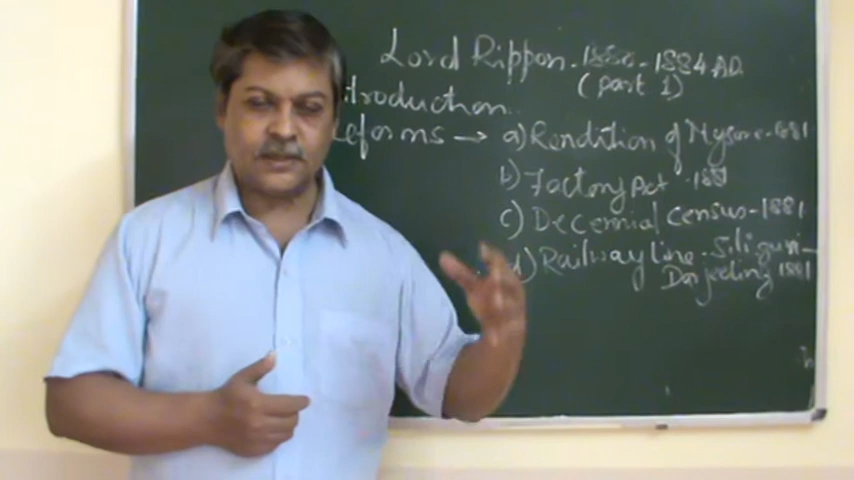 Lord Rippon - 1880 - 1884 AD
(Part 1)
troduction
eforms → a) Rendition of Mysore - 1881
b) Factory Act - 1881
c) Decennial census - 1881
d) Railway line - Siliguri -
Darjeeling 1881